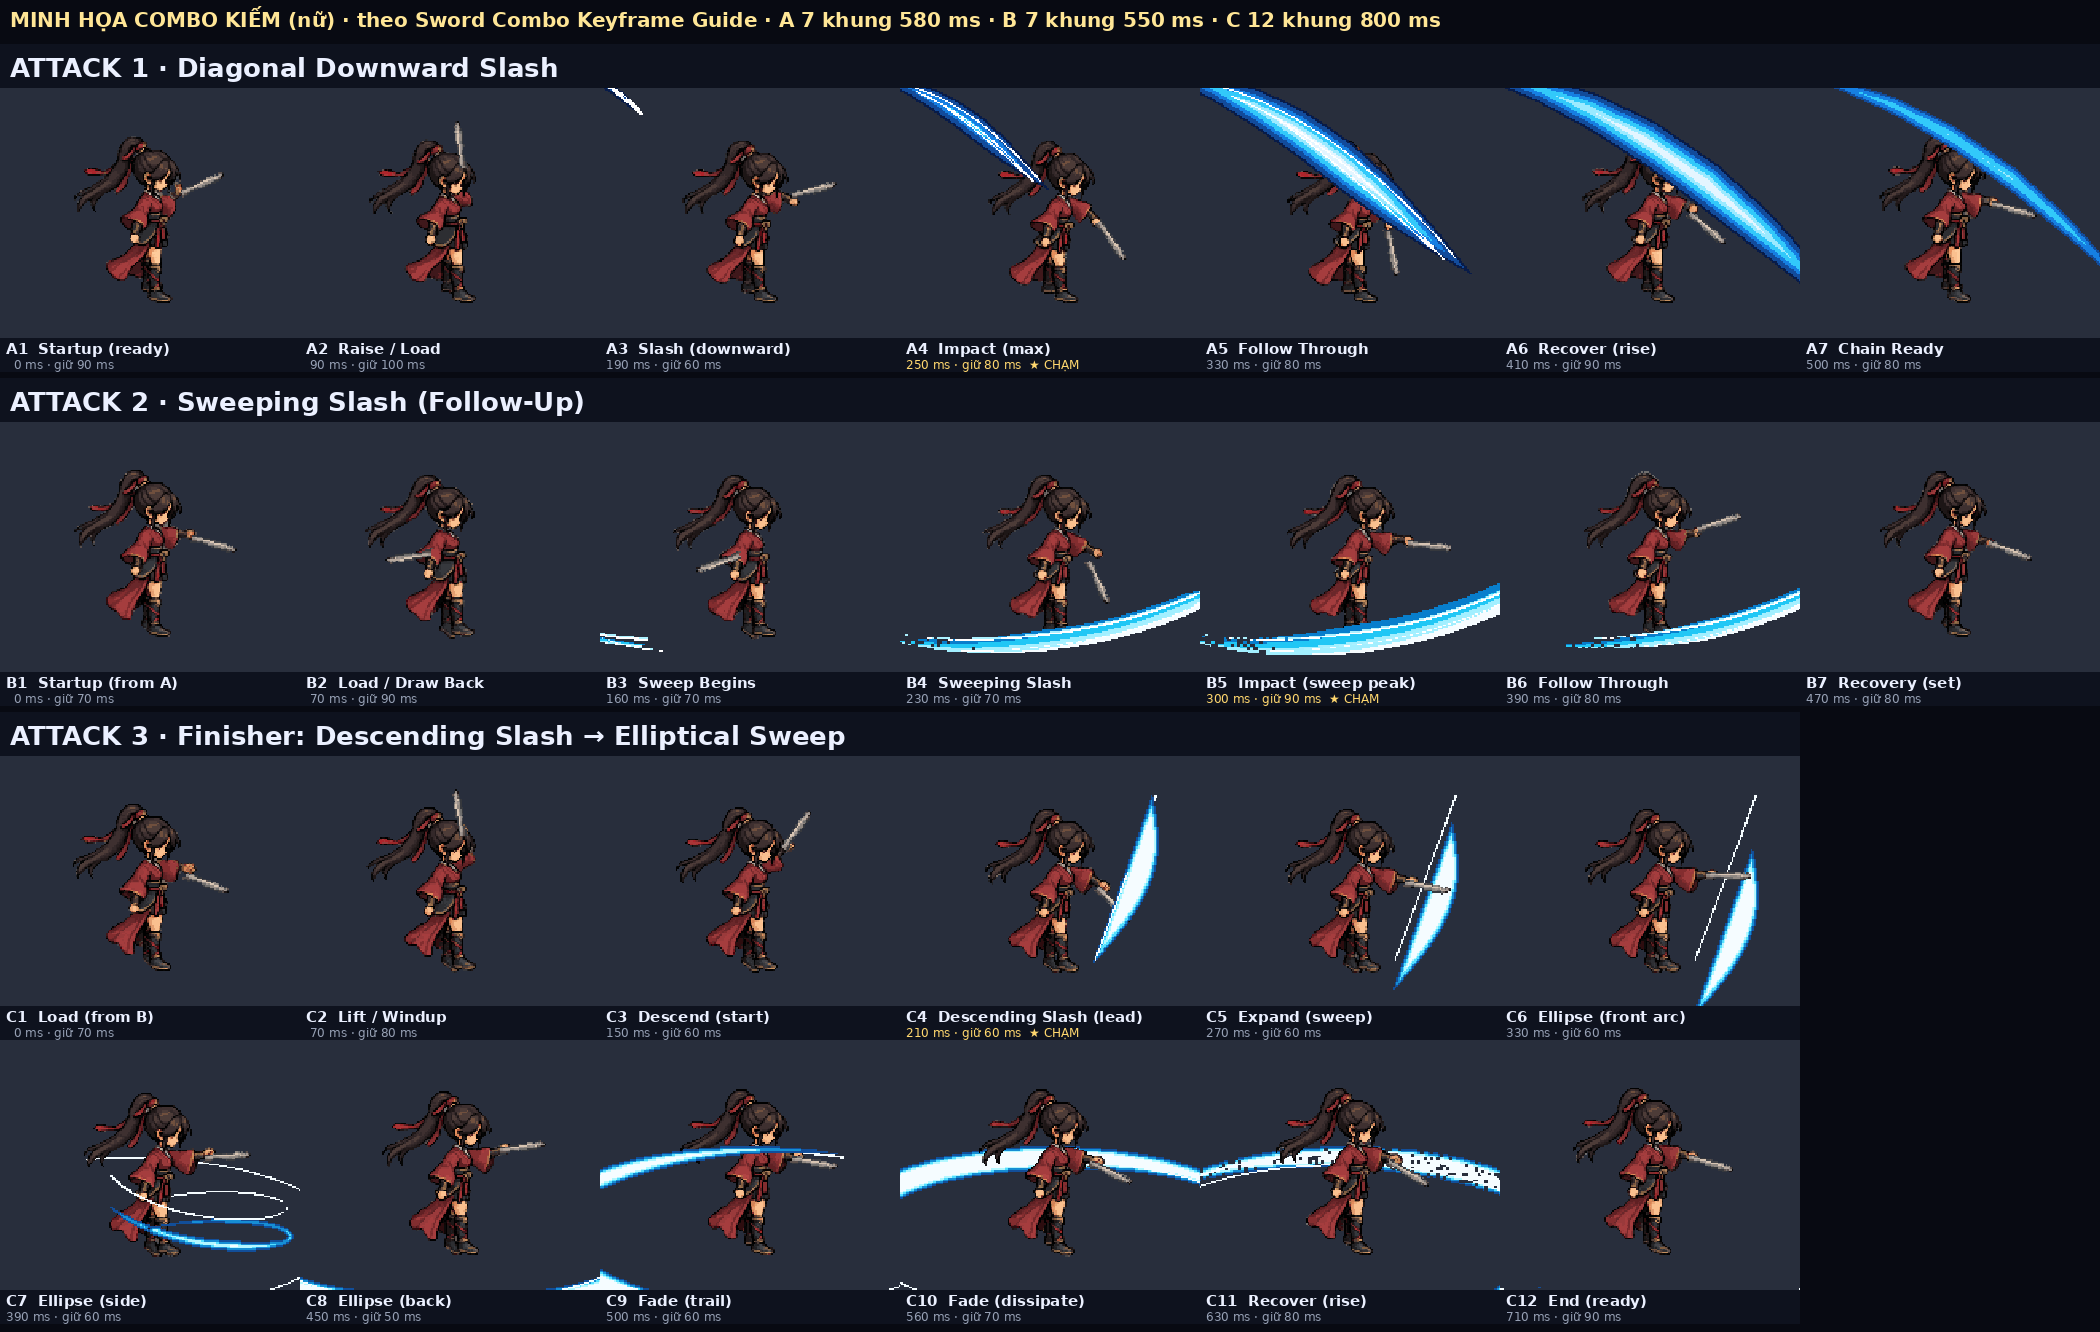 MINH HỌA COMBO KIẾM (nữ) · theo Sword Combo Keyframe Guide · A 7 khung 580 ms · B 7 khung 550 ms · C 12 khung 800 ms
ATTACK 1 · Diagonal Downward Slash
A1 Startup (ready)
0 ms · giữ 90 ms
A2 Raise / Load
90 ms · giữ 100 ms
A3 Slash (downward)
190 ms · giữ 60 ms
A4 Impact (max)
250 ms · giữ 80 ms ★ CHẠM
A5 Follow Through
330 ms · giữ 80 ms
A6 Recover (rise)
410 ms · giữ 90 ms
A7 Chain Ready
500 ms · giữ 80 ms
ATTACK 2 · Sweeping Slash (Follow-Up)
B1 Startup (from A)
0 ms · giữ 70 ms
B2 Load / Draw Back
70 ms · giữ 90 ms
B3 Sweep Begins
160 ms · giữ 70 ms
B4 Sweeping Slash
230 ms · giữ 70 ms
B5 Impact (sweep peak)
300 ms · giữ 90 ms ★ CHẠM
B6 Follow Through
390 ms · giữ 80 ms
B7 Recovery (set)
470 ms · giữ 80 ms
ATTACK 3 · Finisher: Descending Slash → Elliptical Sweep
C1 Load (from B)
0 ms · giữ 70 ms
C2 Lift / Windup
70 ms · giữ 80 ms
C3 Descend (start)
150 ms · giữ 60 ms
C4 Descending Slash (lead)
210 ms · giữ 60 ms ★ CHẠM
C5 Expand (sweep)
270 ms · giữ 60 ms
C6 Ellipse (front arc)
330 ms · giữ 60 ms
C7 Ellipse (side)
390 ms · giữ 60 ms
C8 Ellipse (back)
450 ms · giữ 50 ms
C9 Fade (trail)
500 ms · giữ 60 ms
C10 Fade (dissipate)
560 ms · giữ 70 ms
C11 Recover (rise)
630 ms · giữ 80 ms
C12 End (ready)
710 ms · giữ 90 ms